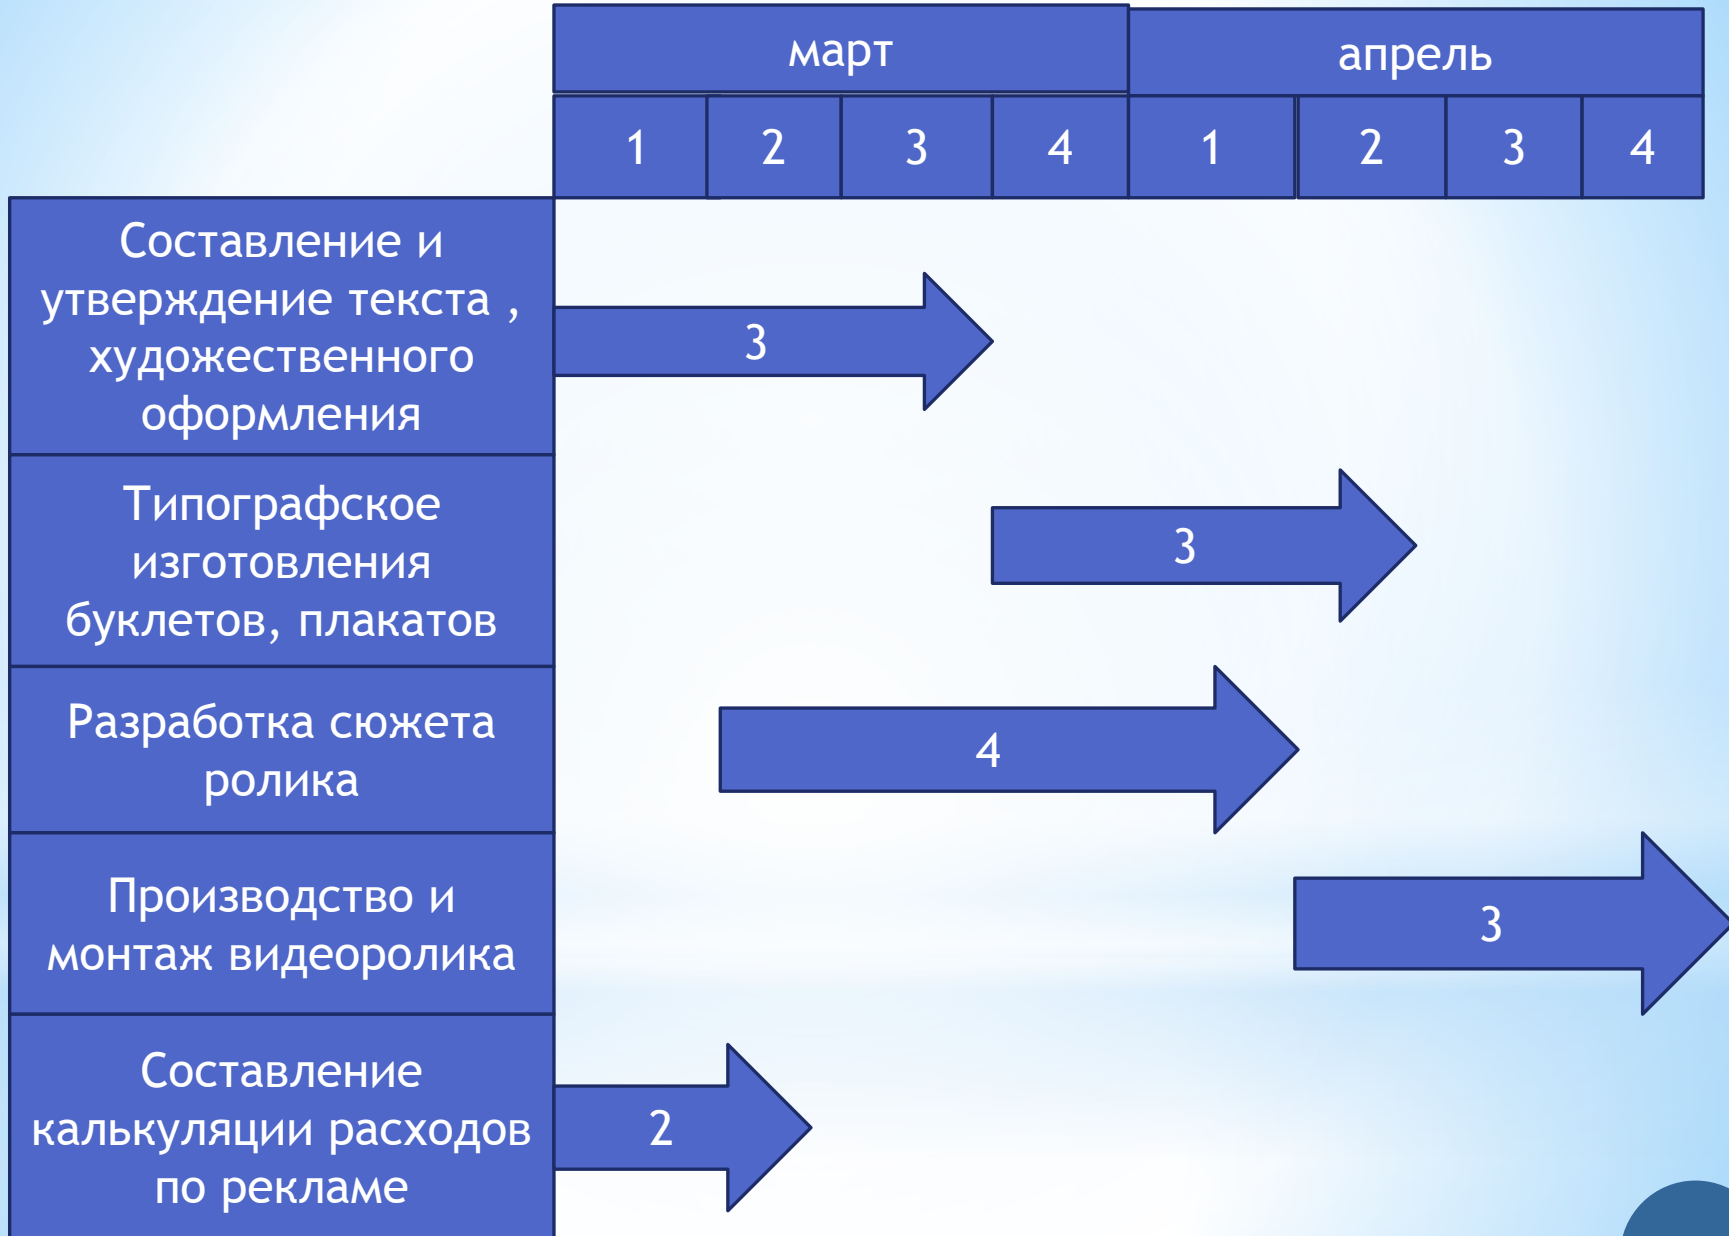 март
апрель
1 2 3 4 1 2 3 4
Составление и
утверждение текста ,
художественного
оформления
3
Типографское
изготовления
буклетов, плакатов
3
Разработка сюжета
ролика
4
Производство и
монтаж видеоролика
3
Составление
калькуляции расходов
по рекламе
2